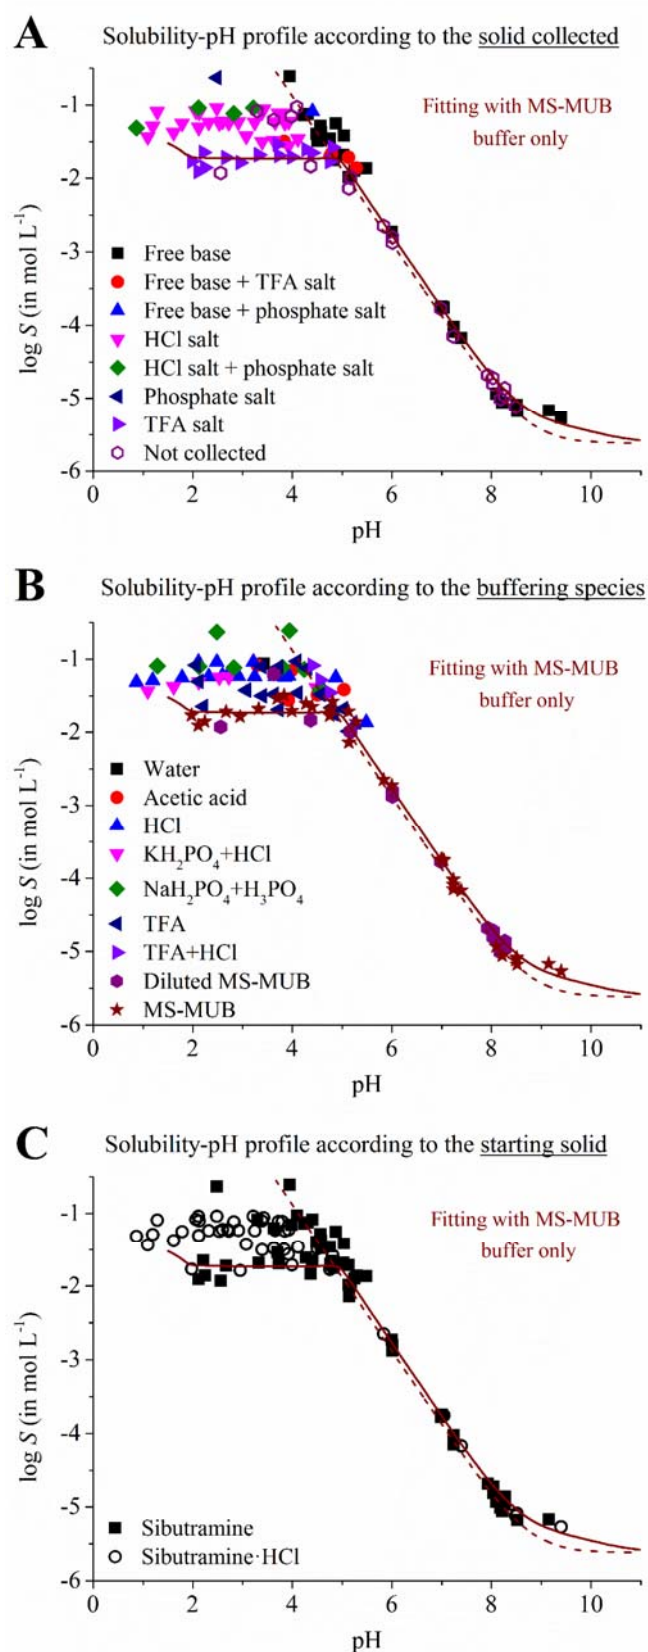 A Solubility-pH profile according to the solid collected
-1
-2
-3
-4
-5
-6
log S (in mol L⁻¹)
Fitting with MS-MUB
buffer only
Free base
Free base + TFA salt
Free base + phosphate salt
HCl salt
HCl salt + phosphate salt
Phosphate salt
TFA salt
Not collected
0 2 4 6 8 10
pH
B Solubility-pH profile according to the buffering species
-1
-2
-3
-4
-5
-6
log S (in mol L⁻¹)
Fitting with MS-MUB
buffer only
Water
Acetic acid
HCl
KH₂PO₄+HCl
NaH₂PO₄+H₃PO₄
TFA
TFA+HCl
Diluted MS-MUB
MS-MUB
0 2 4 6 8 10
pH
C Solubility-pH profile according to the starting solid
-1
-2
-3
-4
-5
-6
log S (in mol L⁻¹)
Fitting with MS-MUB
buffer only
Sibutramine
Sibutramine·HCl
0 2 4 6 8 10
pH